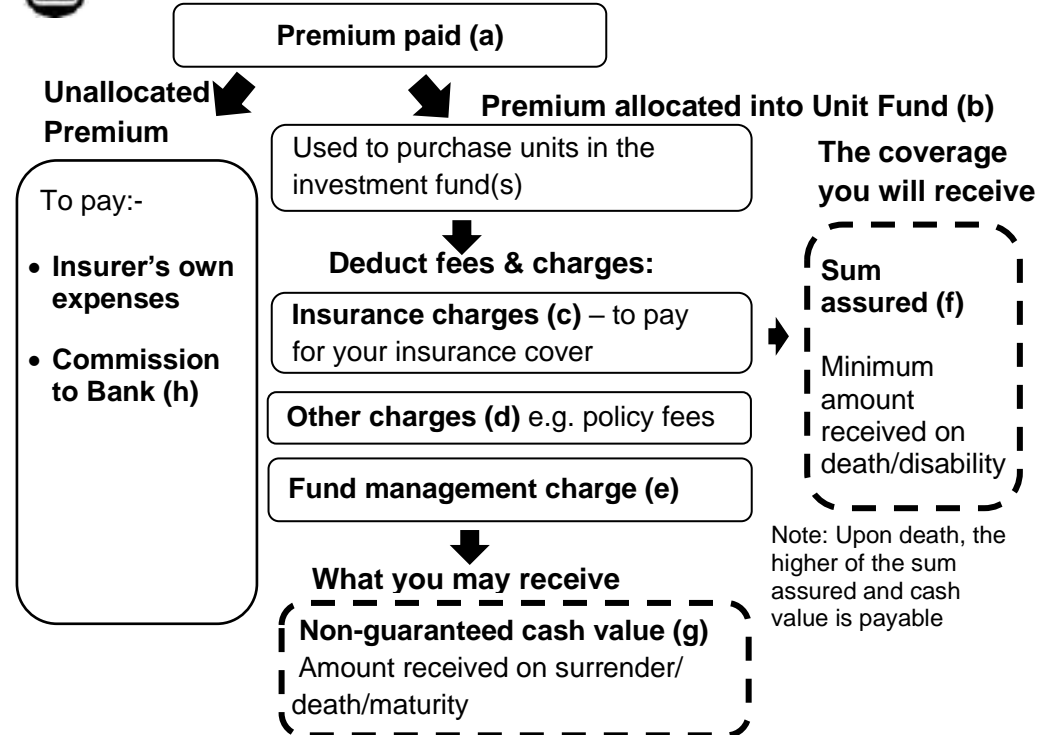 Premium paid (a)
Unallocated
Premium
Premium allocated into Unit Fund (b)
To pay:-
• Insurer's own
expenses
• Commission
to Bank (h)
Used to purchase units in the
investment fund(s)
Deduct fees & charges:
Insurance charges (c) – to pay
for your insurance cover
Other charges (d) e.g. policy fees
Fund management charge (e)
What you may receive
Non-guaranteed cash value (g)
Amount received on surrender/
death/maturity
The coverage
you will receive
Sum
assured (f)
Minimum
amount
received on
death/disability
Note: Upon death, the
higher of the sum
assured and cash
value is payable